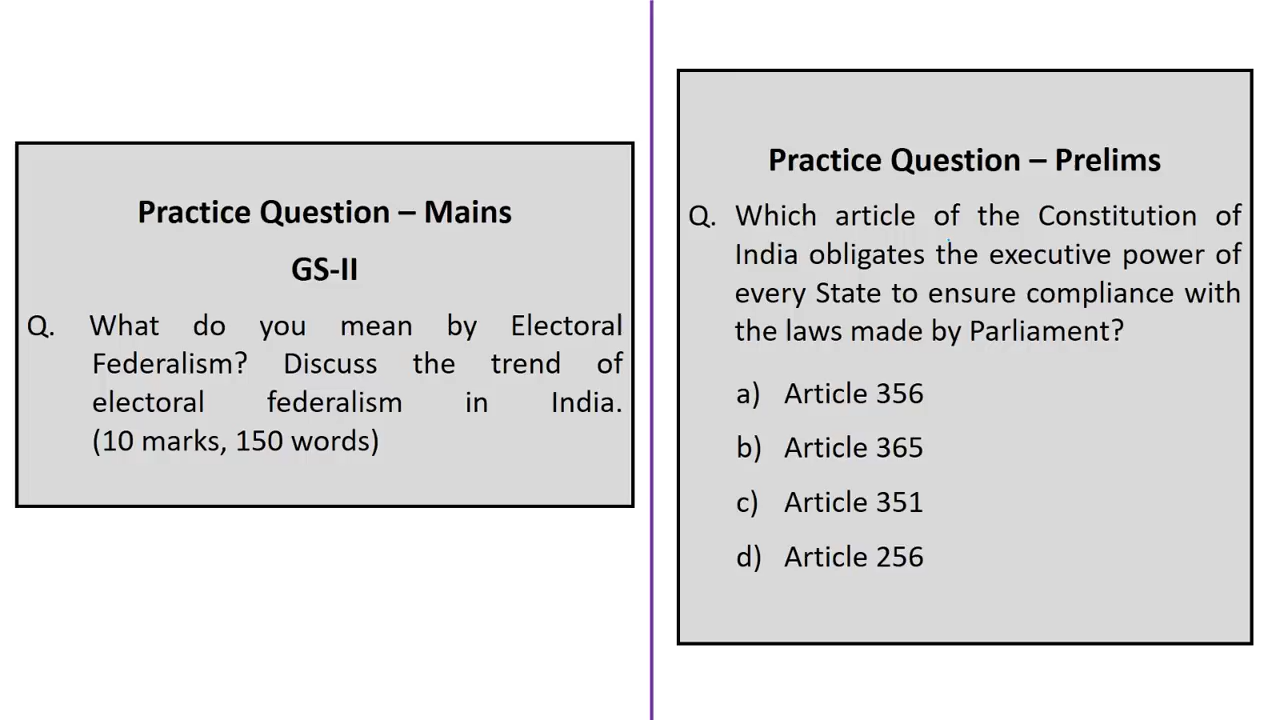 Practice Question – Mains
GS-II
Q. What do you mean by Electoral
Federalism? Discuss the trend of
electoral federalism in India.
(10 marks, 150 words)
Practice Question – Prelims
Q. Which article of the Constitution of
India obligates the executive power of
every State to ensure compliance with
the laws made by Parliament?
a) Article 356
b) Article 365
c) Article 351
d) Article 256